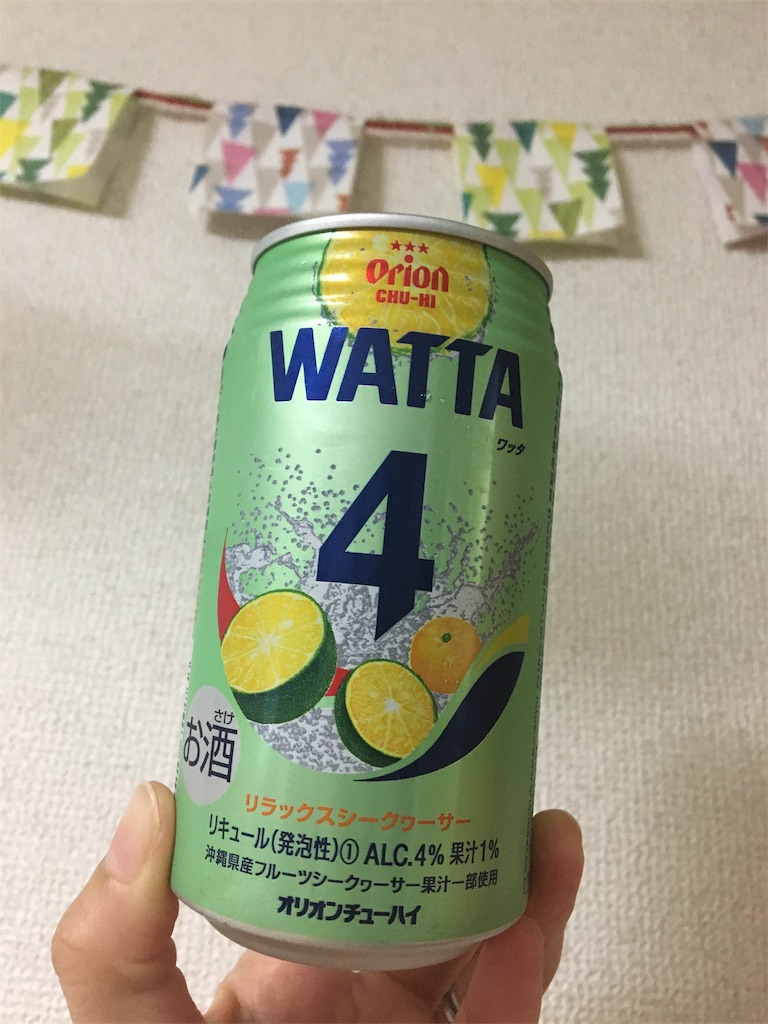 Orion
CHU-HI
WATTA
ワッタ
4
さけ
お酒
リラックスシークヮーサー
リキュール(発泡性)① ALC.4% 果汁1%
沖縄県産フルーツシークヮーサー果汁一部使用
オリオンチューハイ